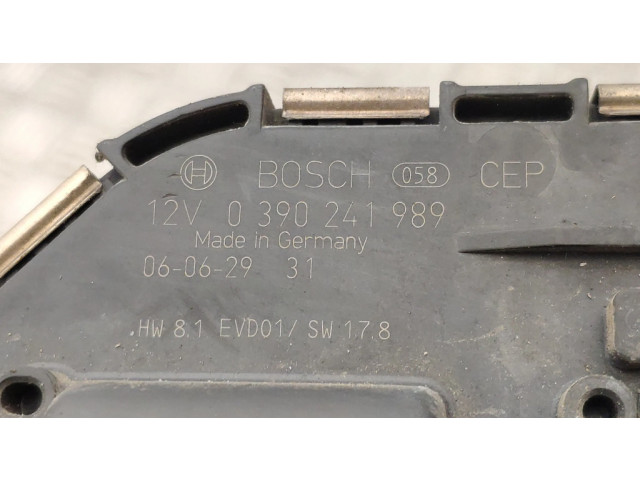 BOSCH 058 CEP
12V 0 390 241 989
Made in Germany
06-06-29 31
HW 8.1 EVD01/ SW 17.8